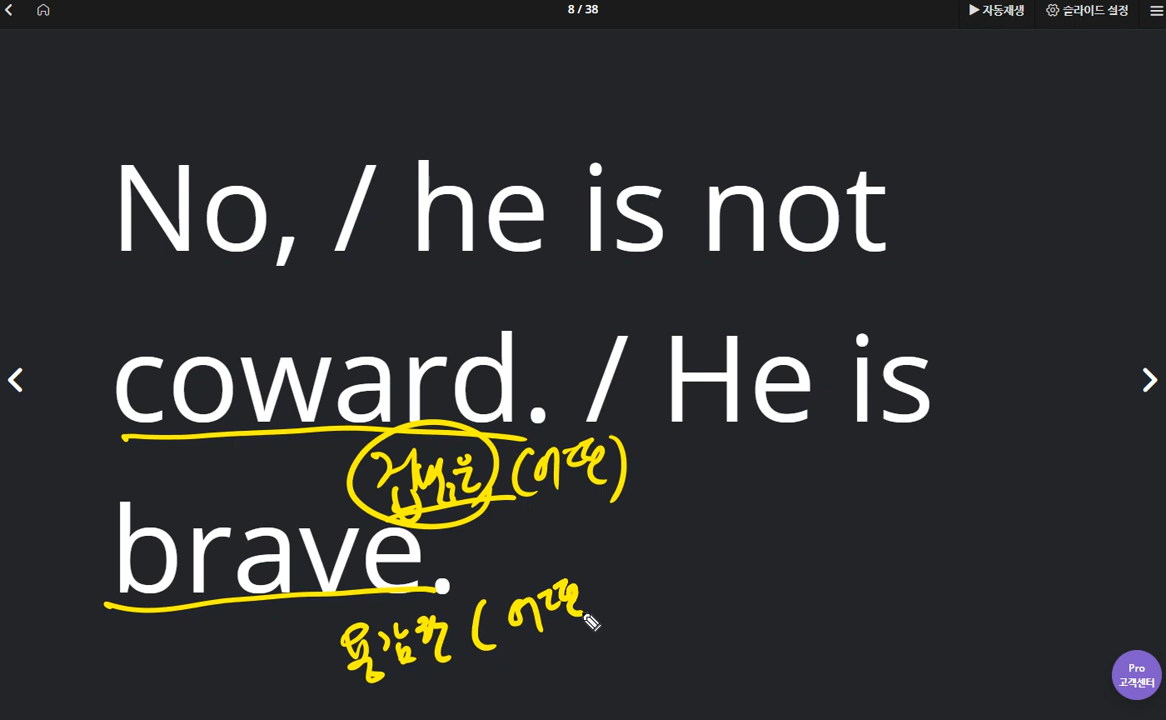 8 / 38
▶ 자동재생
슬라이드 설정
No, / he is not
coward. / He is
겁많은 (어떤)
brave.
용감한 (어떤
Pro
고객센터